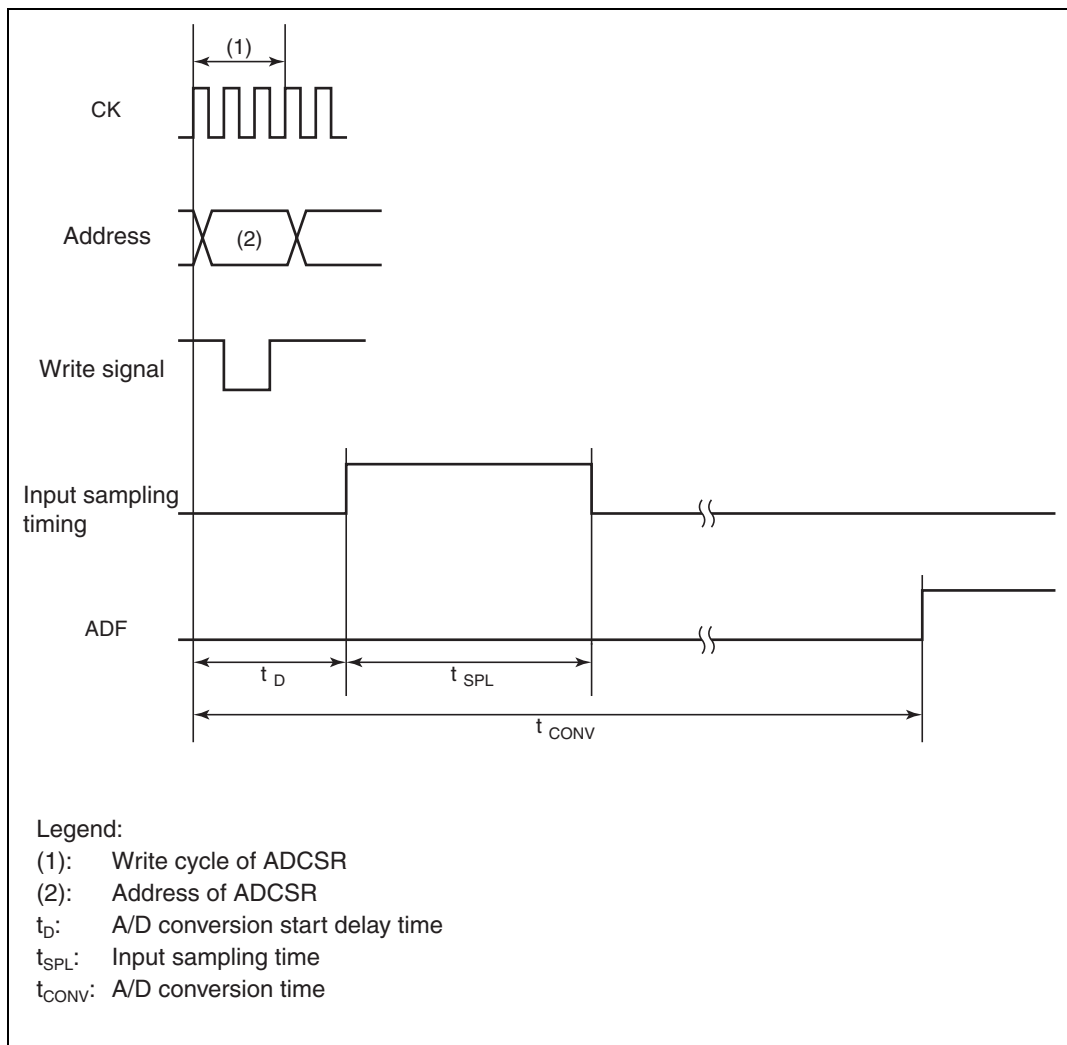 (1)
CK
Address
(2)
Write signal
Input sampling
timing
ADF
t D
t SPL
t CONV
Legend:
(1): Write cycle of ADCSR
(2): Address of ADCSR
tD: A/D conversion start delay time
tSPL: Input sampling time
tCONV: A/D conversion time